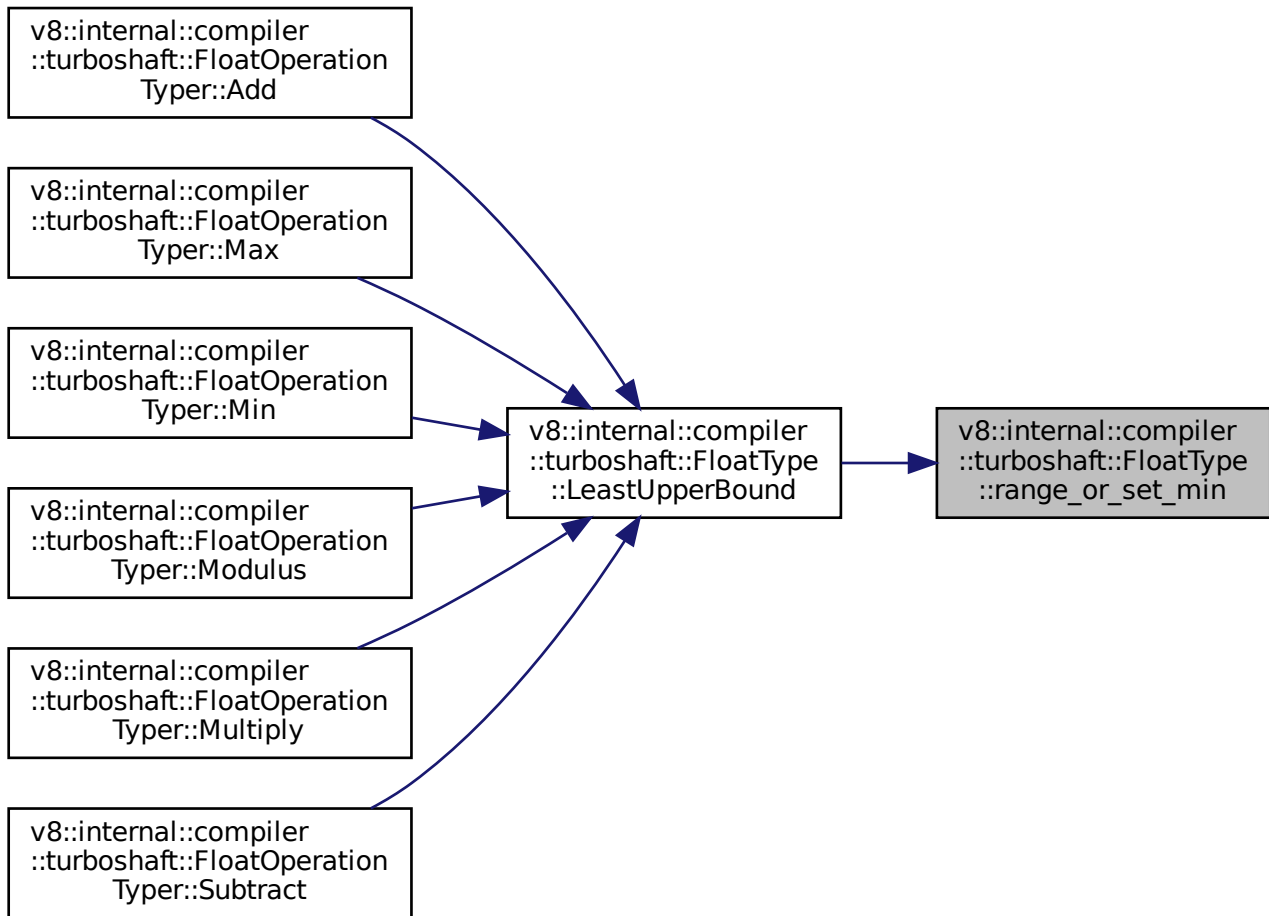 v8::internal::compiler
::turboshaft::FloatOperation
Typer::Add
v8::internal::compiler
::turboshaft::FloatOperation
Typer::Max
v8::internal::compiler
::turboshaft::FloatOperation
Typer::Min
v8::internal::compiler
::turboshaft::FloatOperation
Typer::Modulus
v8::internal::compiler
::turboshaft::FloatOperation
Typer::Multiply
v8::internal::compiler
::turboshaft::FloatOperation
Typer::Subtract
v8::internal::compiler
::turboshaft::FloatType
::LeastUpperBound
v8::internal::compiler
::turboshaft::FloatType
::range_or_set_min